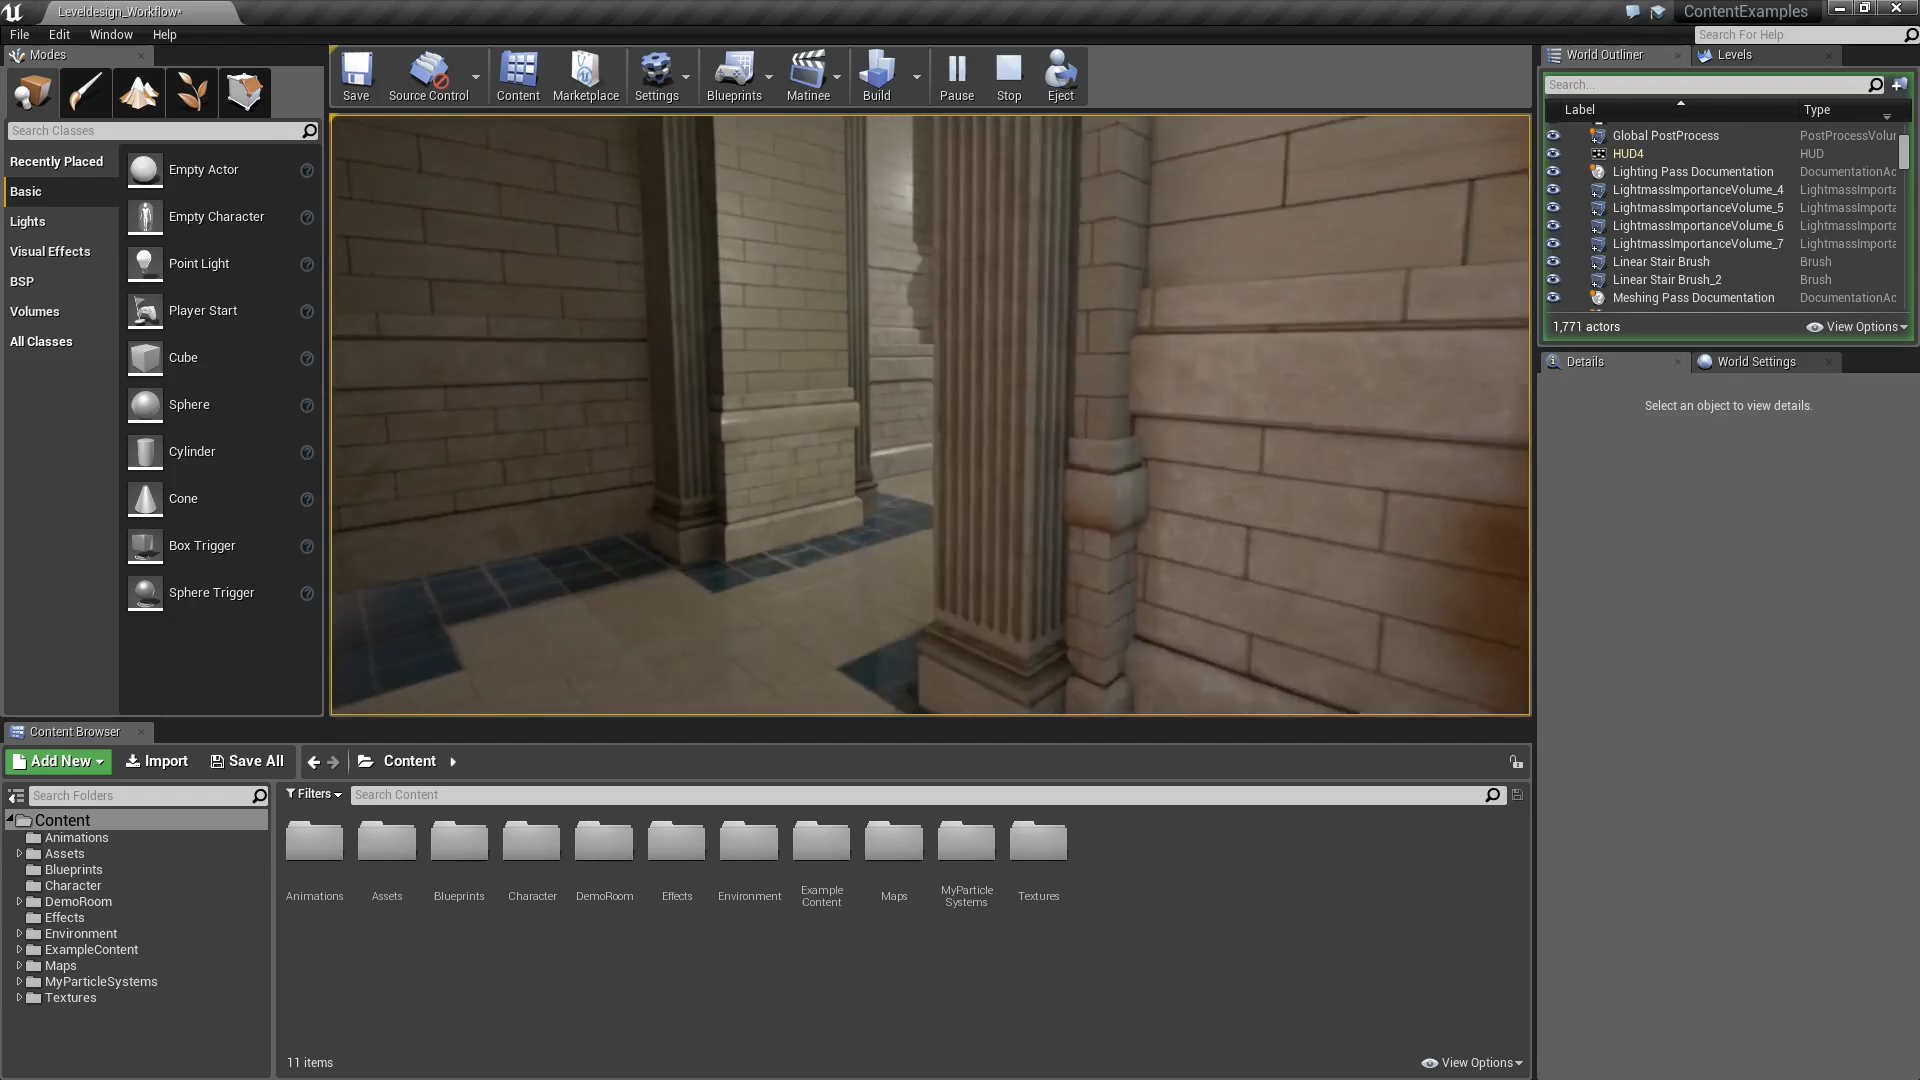 Leveldesign_Workflow*
ContentExamples
File Edit Window Help
Search For Help
Modes
Search Classes
Recently Placed
Basic
Lights
Visual Effects
BSP
Volumes
All Classes
Empty Actor
Empty Character
Point Light
Player Start
Cube
Sphere
Cylinder
Cone
Box Trigger
Sphere Trigger
Save
Source Control
Content
Marketplace
Settings
Blueprints
Matinee
Build
Pause
Stop
Eject
World Outliner
Levels
Search...
Label Type
Global PostProcess PostProcessVolu
HUD4 HUD
Lighting Pass Documentation DocumentationAc
LightmassImportanceVolume_4 LightmassImporta
LightmassImportanceVolume_5 LightmassImporta
LightmassImportanceVolume_6 LightmassImporta
LightmassImportanceVolume_7 LightmassImporta
Linear Stair Brush Brush
Linear Stair Brush_2 Brush
Meshing Pass Documentation DocumentationAc
1,771 actors
View Options
Details
World Settings
Select an object to view details.
Content Browser
Add New
Import
Save All
Content
Search Folders
Content
Animations
Assets
Blueprints
Character
DemoRoom
Effects
Environment
ExampleContent
Maps
MyParticleSystems
Textures
Filters
Search Content
Animations
Assets
Blueprints
Character
DemoRoom
Effects
Environment
Example
Content
Maps
MyParticle
Systems
Textures
11 items
View Options